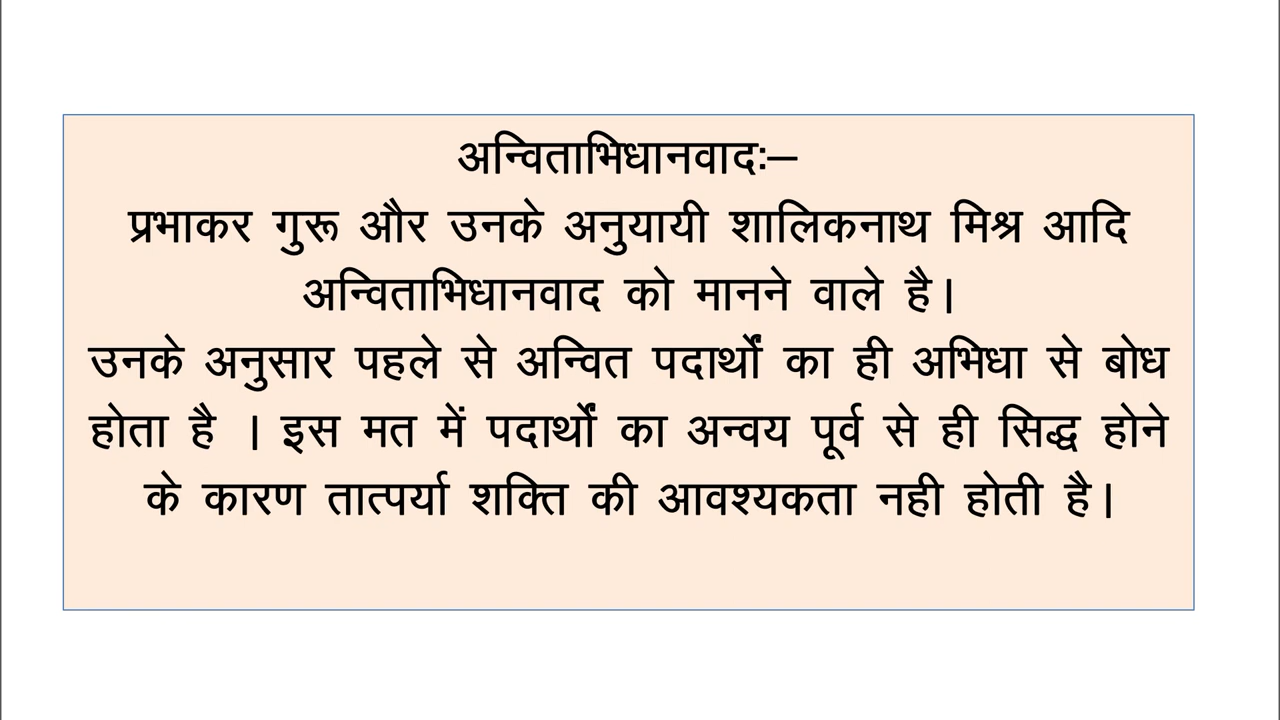 अन्विताभिधानवादः–
प्रभाकर गुरू और उनके अनुयायी शालिकनाथ मिश्र आदि
अन्विताभिधानवाद को मानने वाले है।
उनके अनुसार पहले से अन्वित पदार्थों का ही अभिधा से बोध
होता है । इस मत में पदार्थों का अन्वय पूर्व से ही सिद्ध होने
के कारण तात्पर्या शक्ति की आवश्यकता नही होती है।